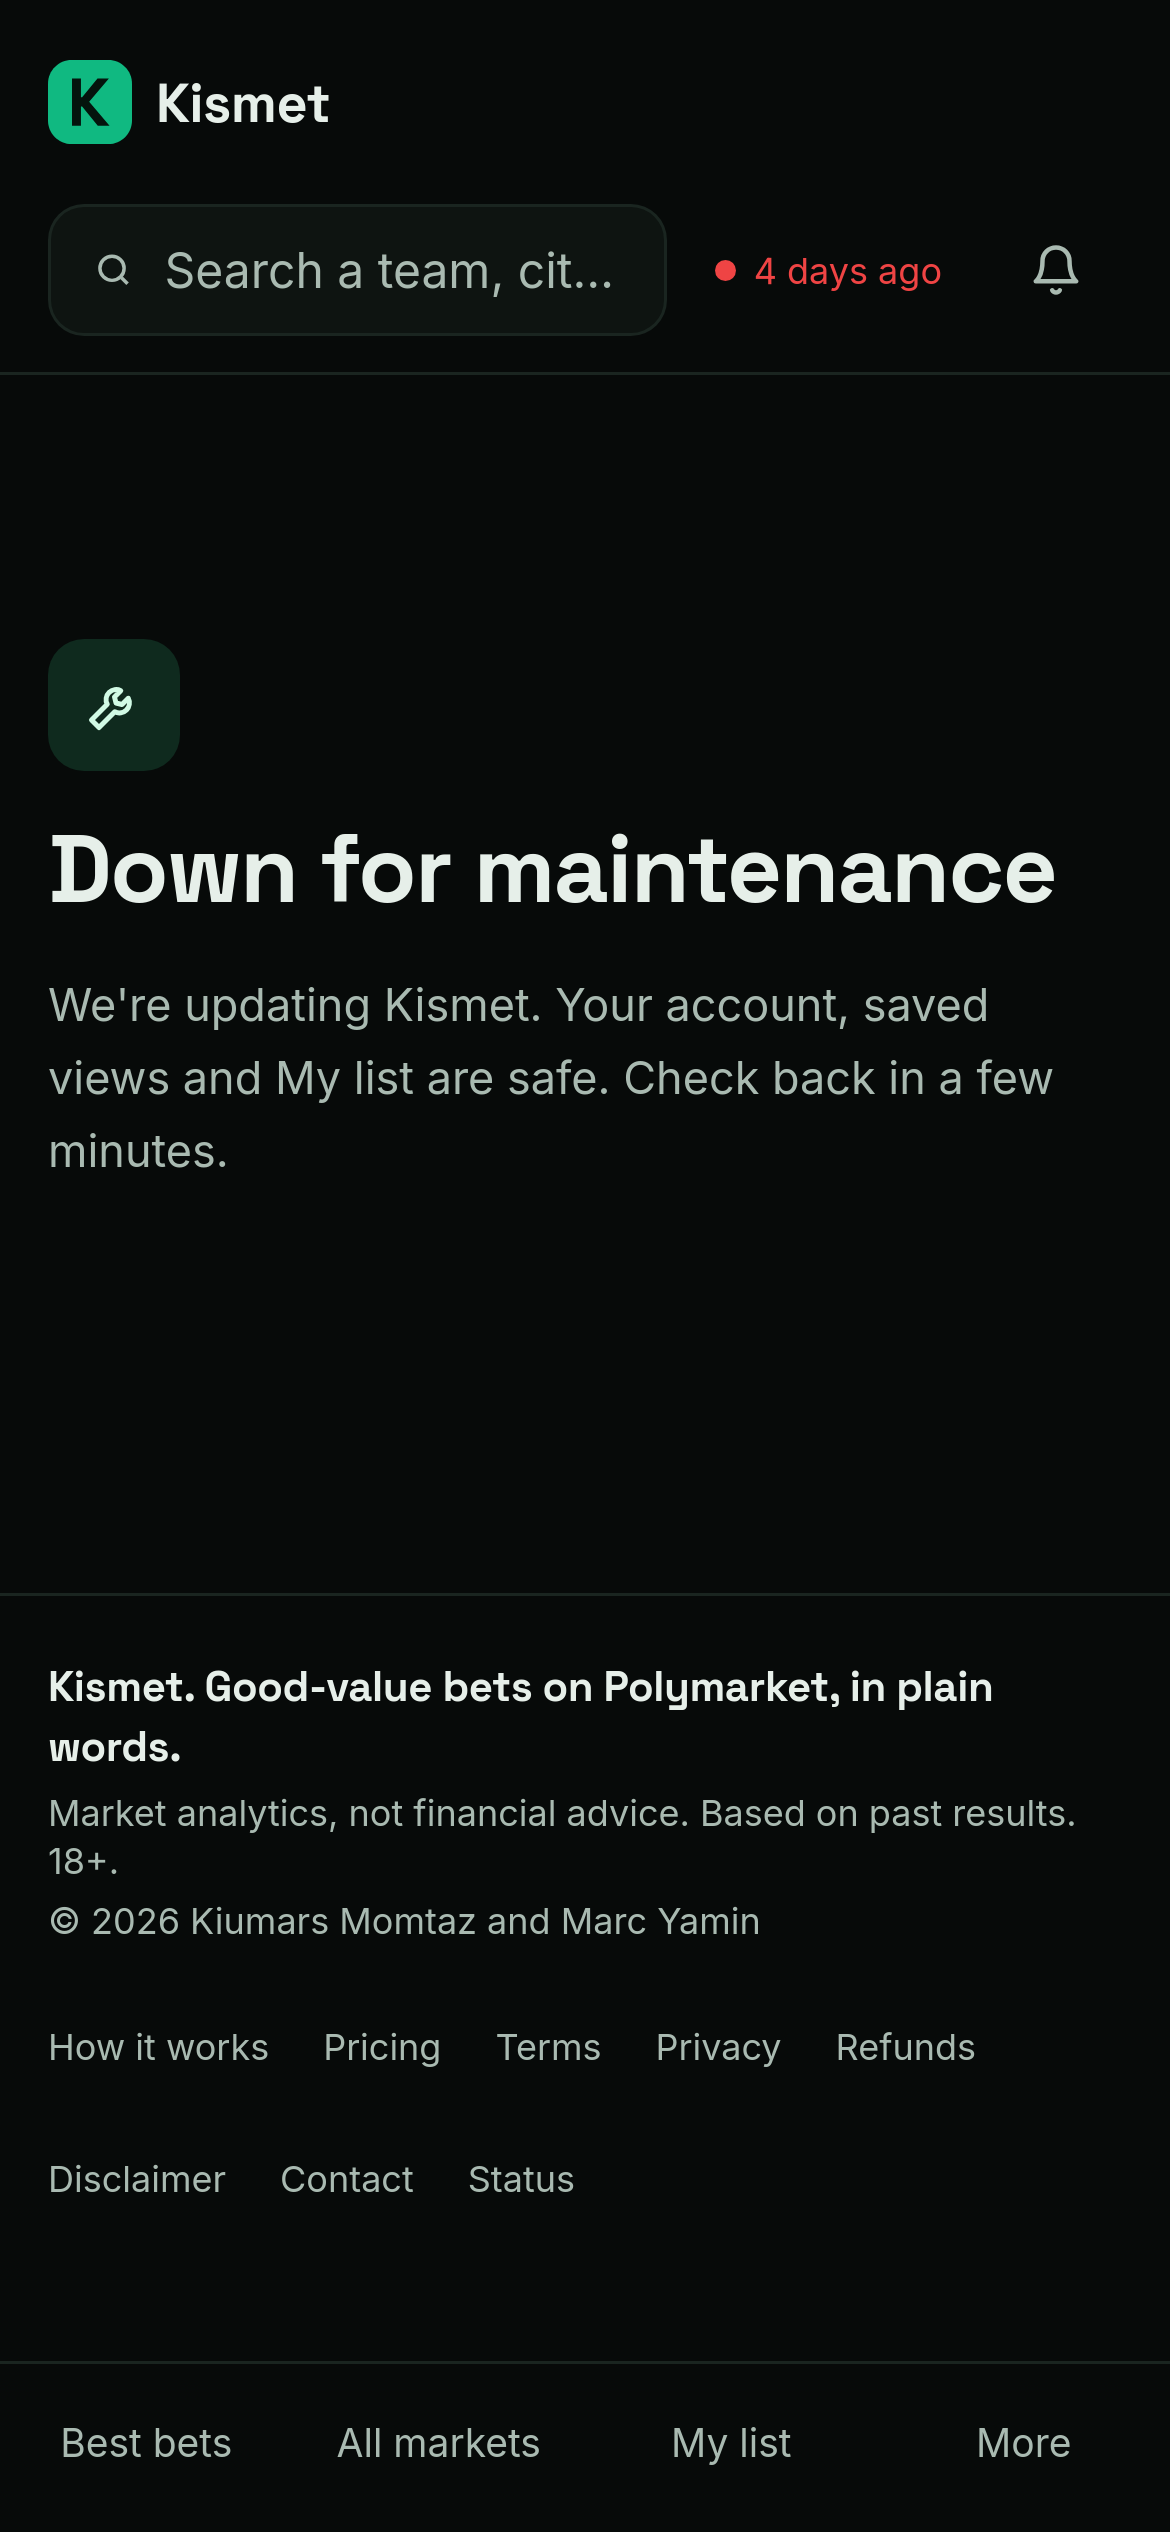 K Kismet
Search a team, cit...
4 days ago
Down for maintenance
We're updating Kismet. Your account, saved
views and My list are safe. Check back in a few
minutes.
Kismet. Good-value bets on Polymarket, in plain
words.
Market analytics, not financial advice. Based on past results.
18+.
© 2026 Kiumars Momtaz and Marc Yamin
How it works Pricing Terms Privacy Refunds
Disclaimer Contact Status
Best bets All markets My list More